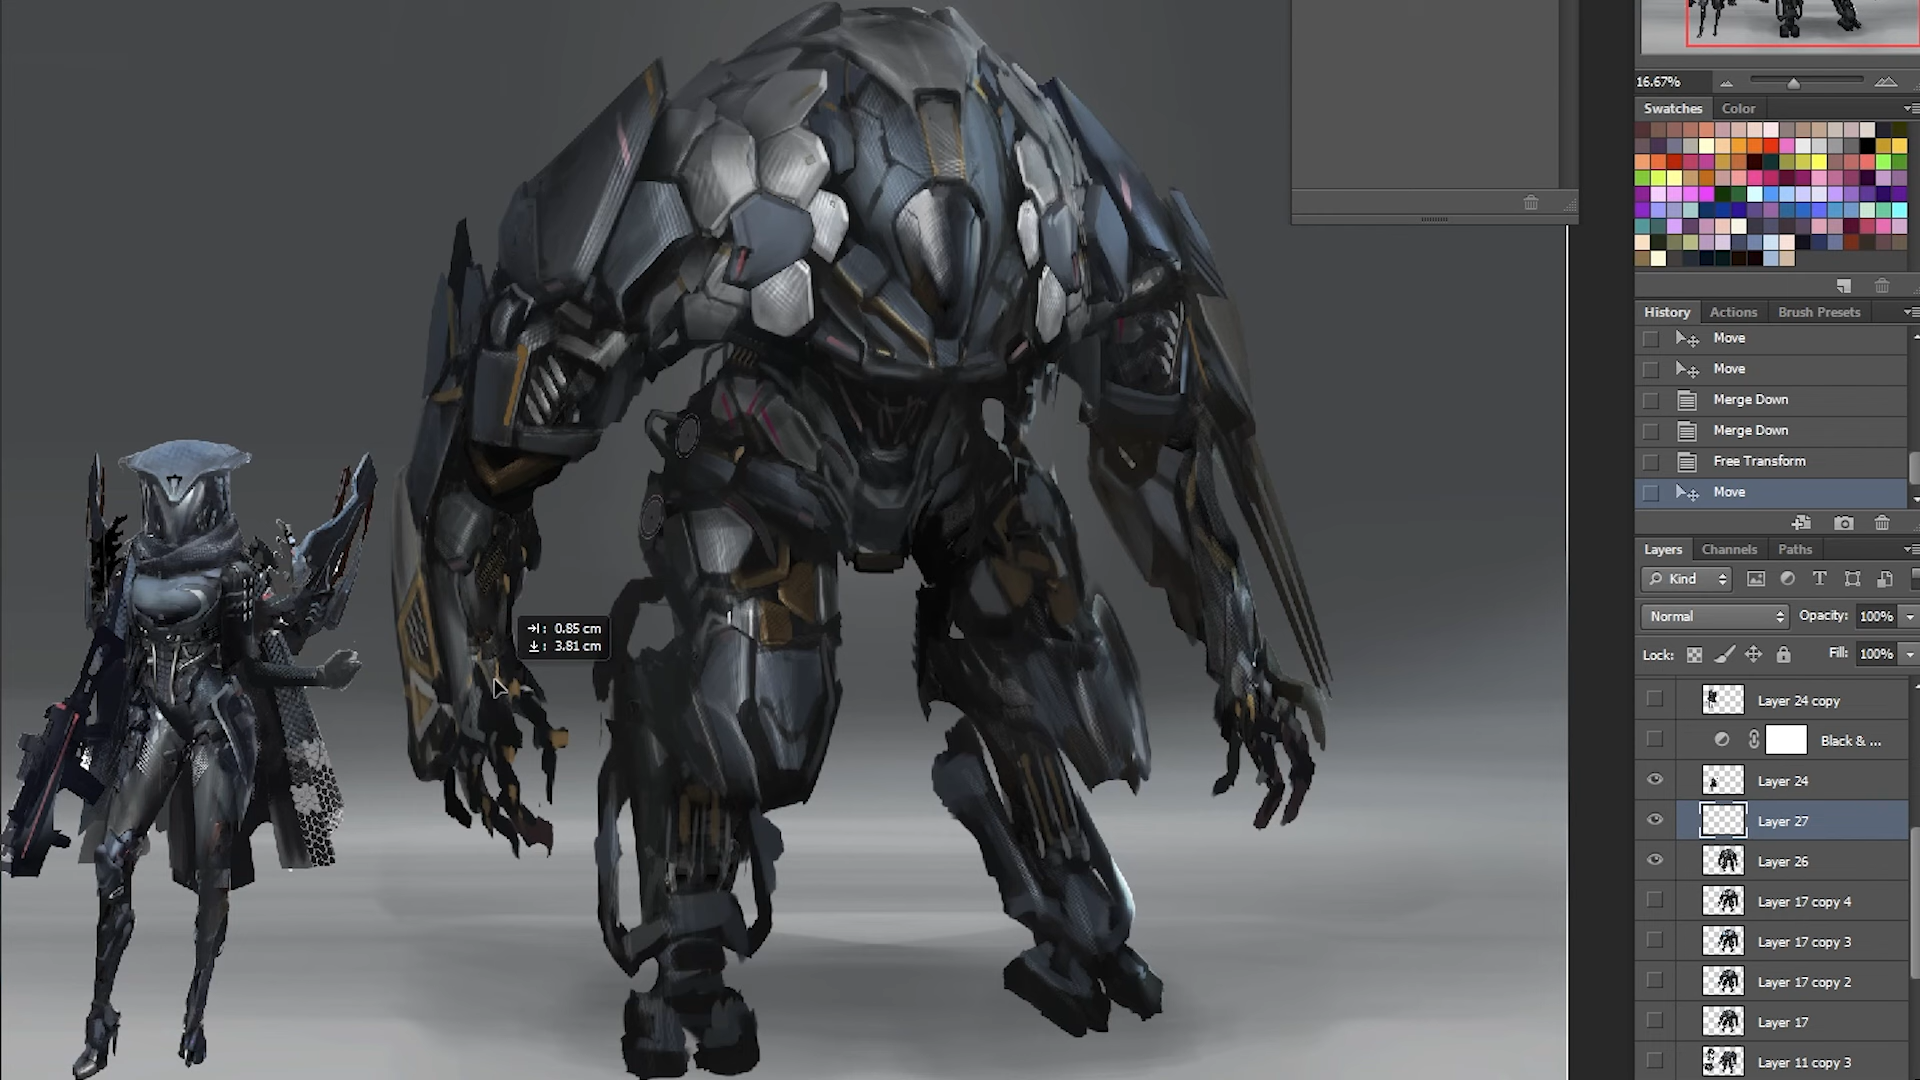 16.67%
Swatches Color
History Actions Brush Presets
Move
Move
Merge Down
Merge Down
Free Transform
Move
Layers Channels Paths
Kind
Normal Opacity: 100%
Lock: Fill: 100%
Layer 24 copy
Black & ...
Layer 24
Layer 27
Layer 26
Layer 17 copy 4
Layer 17 copy 3
Layer 17 copy 2
Layer 17
Layer 11 copy 3
: 0.85 cm
: 3.81 cm